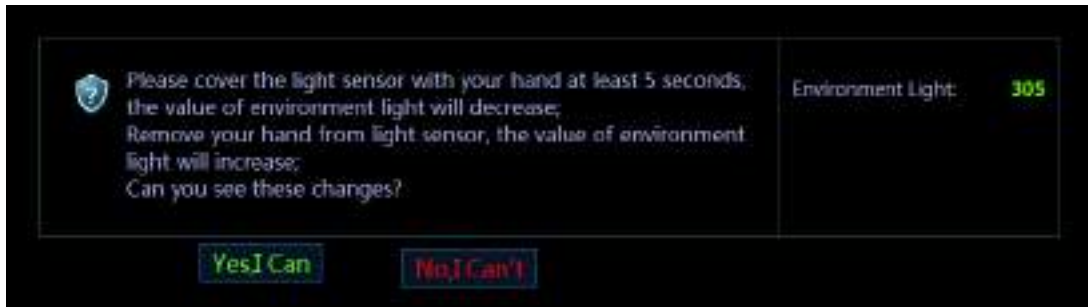 Please cover the light sensor with your hand at least 5 seconds,
the value of environment light will decrease;
Remove your hand from light sensor, the value of environment
light will increase;
Can you see these changes?
Environment Light: 305
YesI Can
No,I Can't